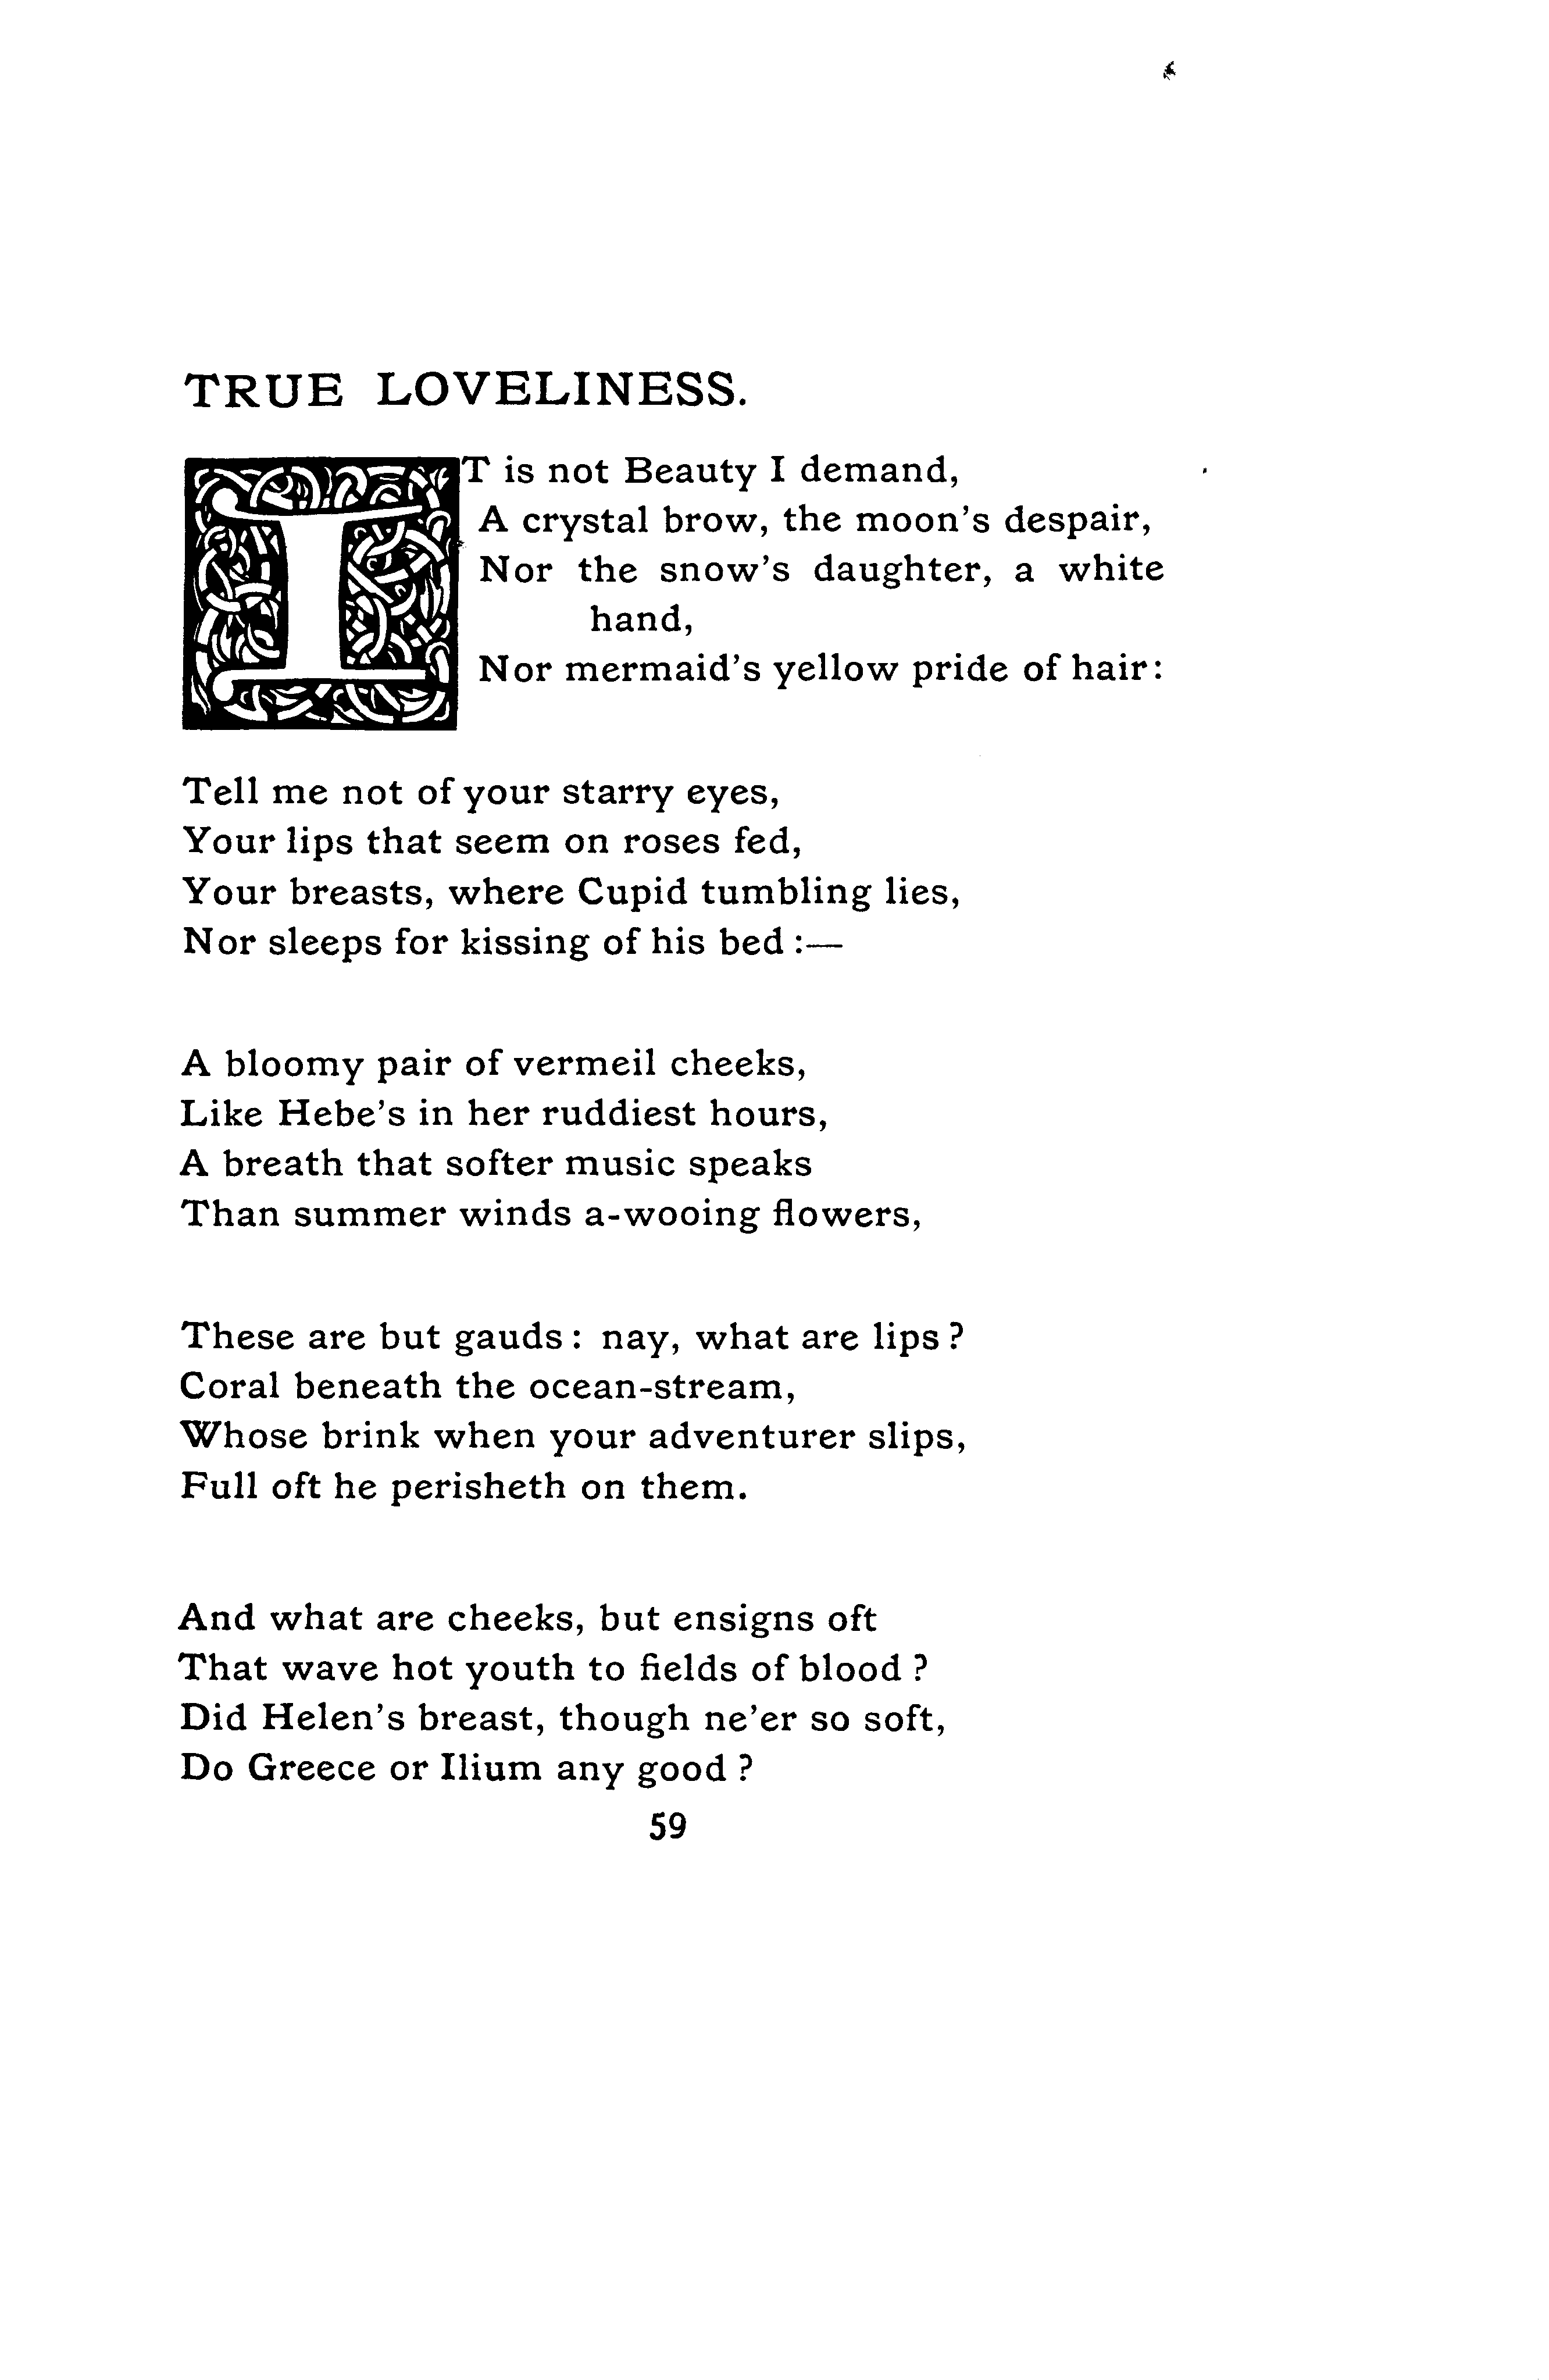 TRUE LOVELINESS.
IT is not Beauty I demand,
A crystal brow, the moon's despair,
Nor the snow's daughter, a white
hand,
Nor mermaid's yellow pride of hair:
Tell me not of your starry eyes,
Your lips that seem on roses fed,
Your breasts, where Cupid tumbling lies,
Nor sleeps for kissing of his bed :—
A bloomy pair of vermeil cheeks,
Like Hebe's in her ruddiest hours,
A breath that softer music speaks
Than summer winds a-wooing flowers,
These are but gauds : nay, what are lips ?
Coral beneath the ocean-stream,
Whose brink when your adventurer slips,
Full oft he perisheth on them.
And what are cheeks, but ensigns oft
That wave hot youth to fields of blood ?
Did Helen's breast, though ne'er so soft,
Do Greece or Ilium any good ?
59